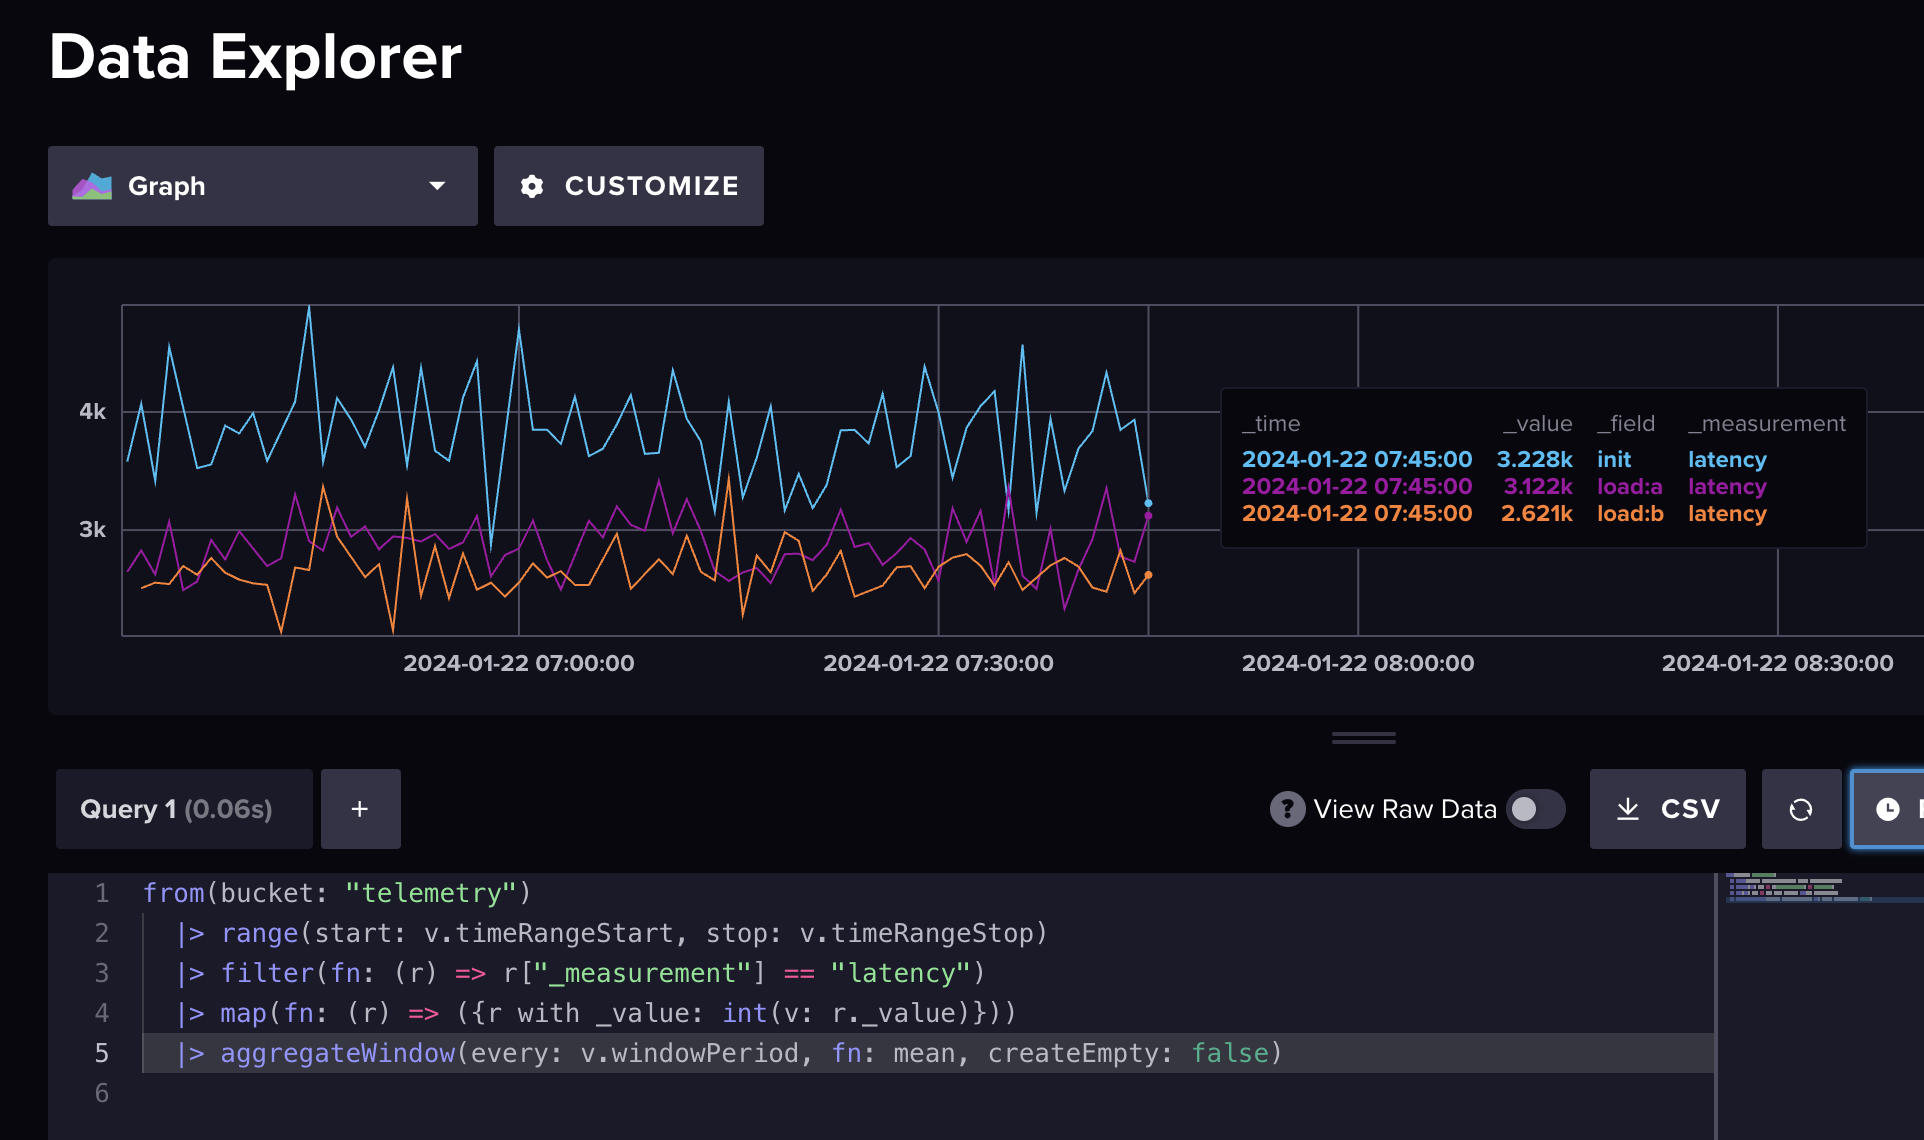 Data Explorer
Graph
CUSTOMIZE
4k
3k
_time _value _field _measurement
2024-01-22 07:45:00 3.228k init latency
2024-01-22 07:45:00 3.122k load:a latency
2024-01-22 07:45:00 2.621k load:b latency
2024-01-22 07:00:00 2024-01-22 07:30:00 2024-01-22 08:00:00 2024-01-22 08:30:00
Query 1 (0.06s)
+
? View Raw Data
CSV
1 from(bucket: "telemetry")
2 |> range(start: v.timeRangeStart, stop: v.timeRangeStop)
3 |> filter(fn: (r) => r["_measurement"] == "latency")
4 |> map(fn: (r) => ({r with _value: int(v: r._value)}))
5 |> aggregateWindow(every: v.windowPeriod, fn: mean, createEmpty: false)
6